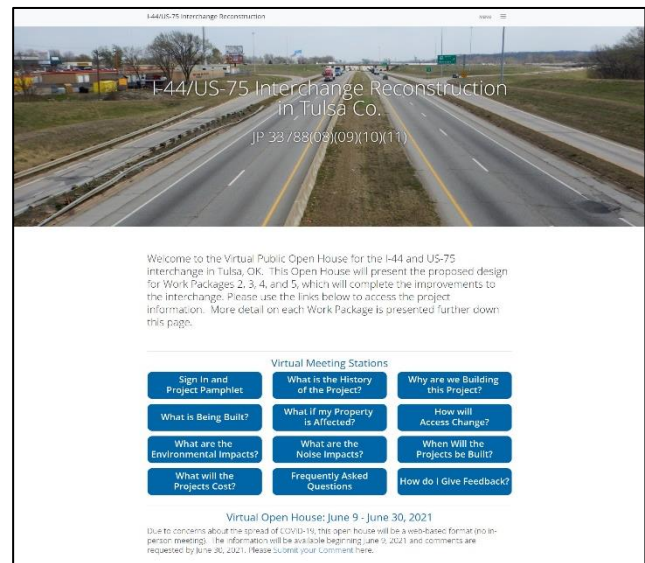 I-44/US-75 Interchange Reconstruction
I-44/US-75 Interchange Reconstruction
in Tulsa Co.
JP 33788(08)(09)(10)(11)
Welcome to the Virtual Public Open House for the I-44 and US-75
interchange in Tulsa, OK. This Open House will present the proposed design
for Work Packages 2, 3, 4, and 5, which will complete the improvements to
the interchange. Please use the links below to access the project
information. More detail on each Work Package is presented further down
this page.
Virtual Meeting Stations
Sign In and
Project Pamphlet
What is the History
of the Project?
Why are we Building
this Project?
What is Being Built?
What if my Property
is Affected?
How will
Access Change?
What are the
Environmental Impacts?
What are the
Noise Impacts?
When Will the
Projects be Built?
What will the
Projects Cost?
Frequently Asked
Questions
How do I Give Feedback?
Virtual Open House: June 9 - June 30, 2021
Due to concerns about the spread of COVID-19, this open house will be a web-based format (no in-
person meeting). The information will be available beginning June 9, 2021 and comments are
requested by June 30, 2021. Please Submit your Comment here.